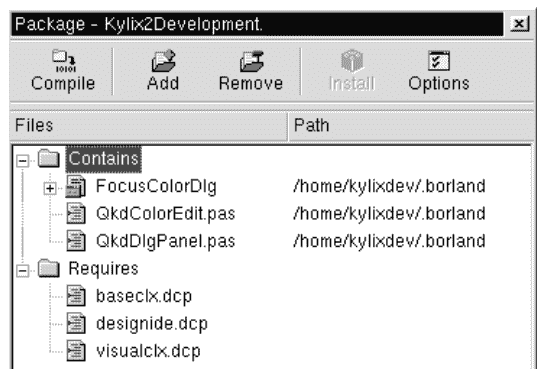 Package - Kylix2Development.
Compile Add Remove Install Options
Files Path
Contains
FocusColorDlg /home/kylixdev/.borland
QkdColorEdit.pas /home/kylixdev/.borland
QkdDlgPanel.pas /home/kylixdev/.borland
Requires
baseclx.dcp
designide.dcp
visualclx.dcp